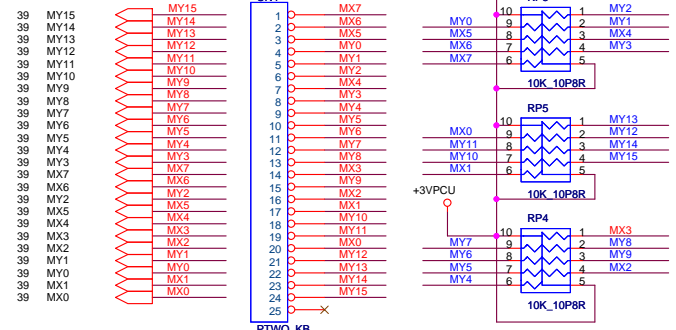 39 MY15 MY15
39 MY14 MY14
39 MY13 MY13
39 MY12 MY12
39 MY11 MY11
39 MY10 MY10
39 MY9 MY9
39 MY8 MY8
39 MY7 MY7
39 MY6 MY6
39 MY5 MY5
39 MY4 MY4
39 MY3 MY3
39 MX7 MX7
39 MX6 MX6
39 MY2 MY2
39 MX5 MX5
39 MX4 MX4
39 MX3 MX3
39 MX2 MX2
39 MY1 MY1
39 MY0 MY0
39 MX1 MX1
39 MX0 MX0
1 MX7
2 MX6
3 MX5
4 MY0
5 MY1
6 MY2
7 MX4
8 MY3
9 MY4
10 MY5
11 MY6
12 MY7
13 MY8
14 MX3
15 MY9
16 MX2
17 MX1
18 MY10
19 MY11
20 MX0
21 MY12
22 MY13
23 MY14
24 MY15
25
PTWO_KB
10 1 MY2
MY0 9 2 MY1
MX5 8 3 MX4
MX6 7 4 MY3
MX7 6 5
10K_10P8R
RP5
10 1 MY13
MX0 9 2 MY12
MY11 8 3 MY14
MY10 7 4 MY15
MX1 6 5
10K_10P8R
+3VPCU
RP4
10 1 MX3
MY7 9 2 MY8
MY6 8 3 MY9
MY5 7 4 MX2
MY4 6 5
10K_10P8R